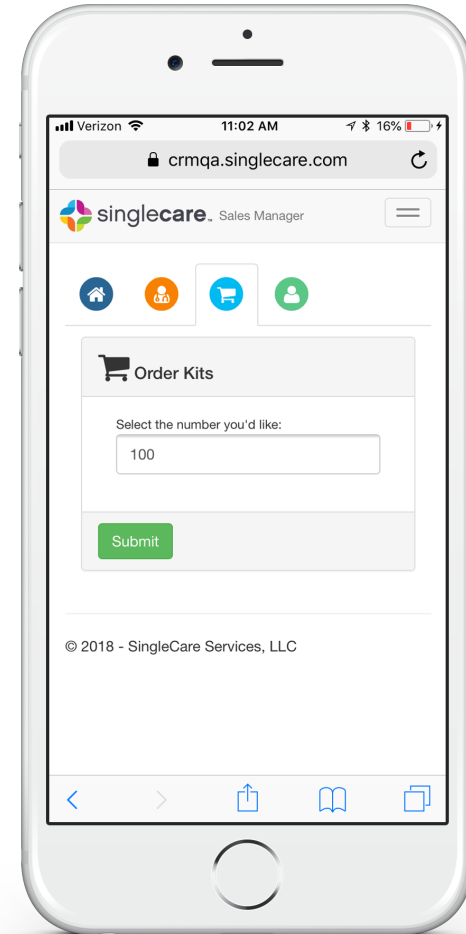 Verizon 11:02 AM 16%
crmqa.singlecare.com
singlecare™ Sales Manager
Order Kits
Select the number you'd like:
100
Submit
© 2018 - SingleCare Services, LLC